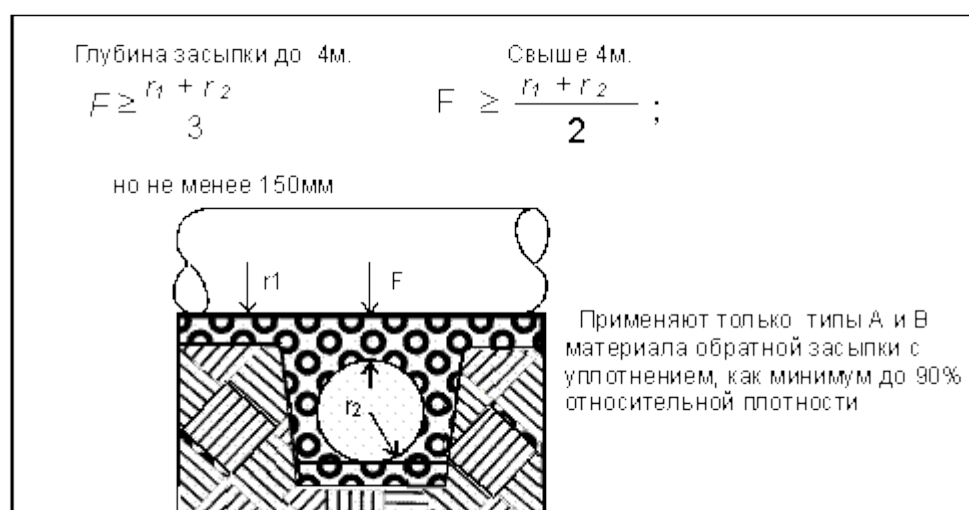 Глубина засыпки до 4м. Свыше 4м.
F ≥ r1 + r2 / 3 F ≥ r1 + r2 / 2 ;
но не менее 150мм
r1 F
Применяют только типы А и В
материала обратной засыпки с
уплотнением, как минимум до 90%
относительной плотности
r2